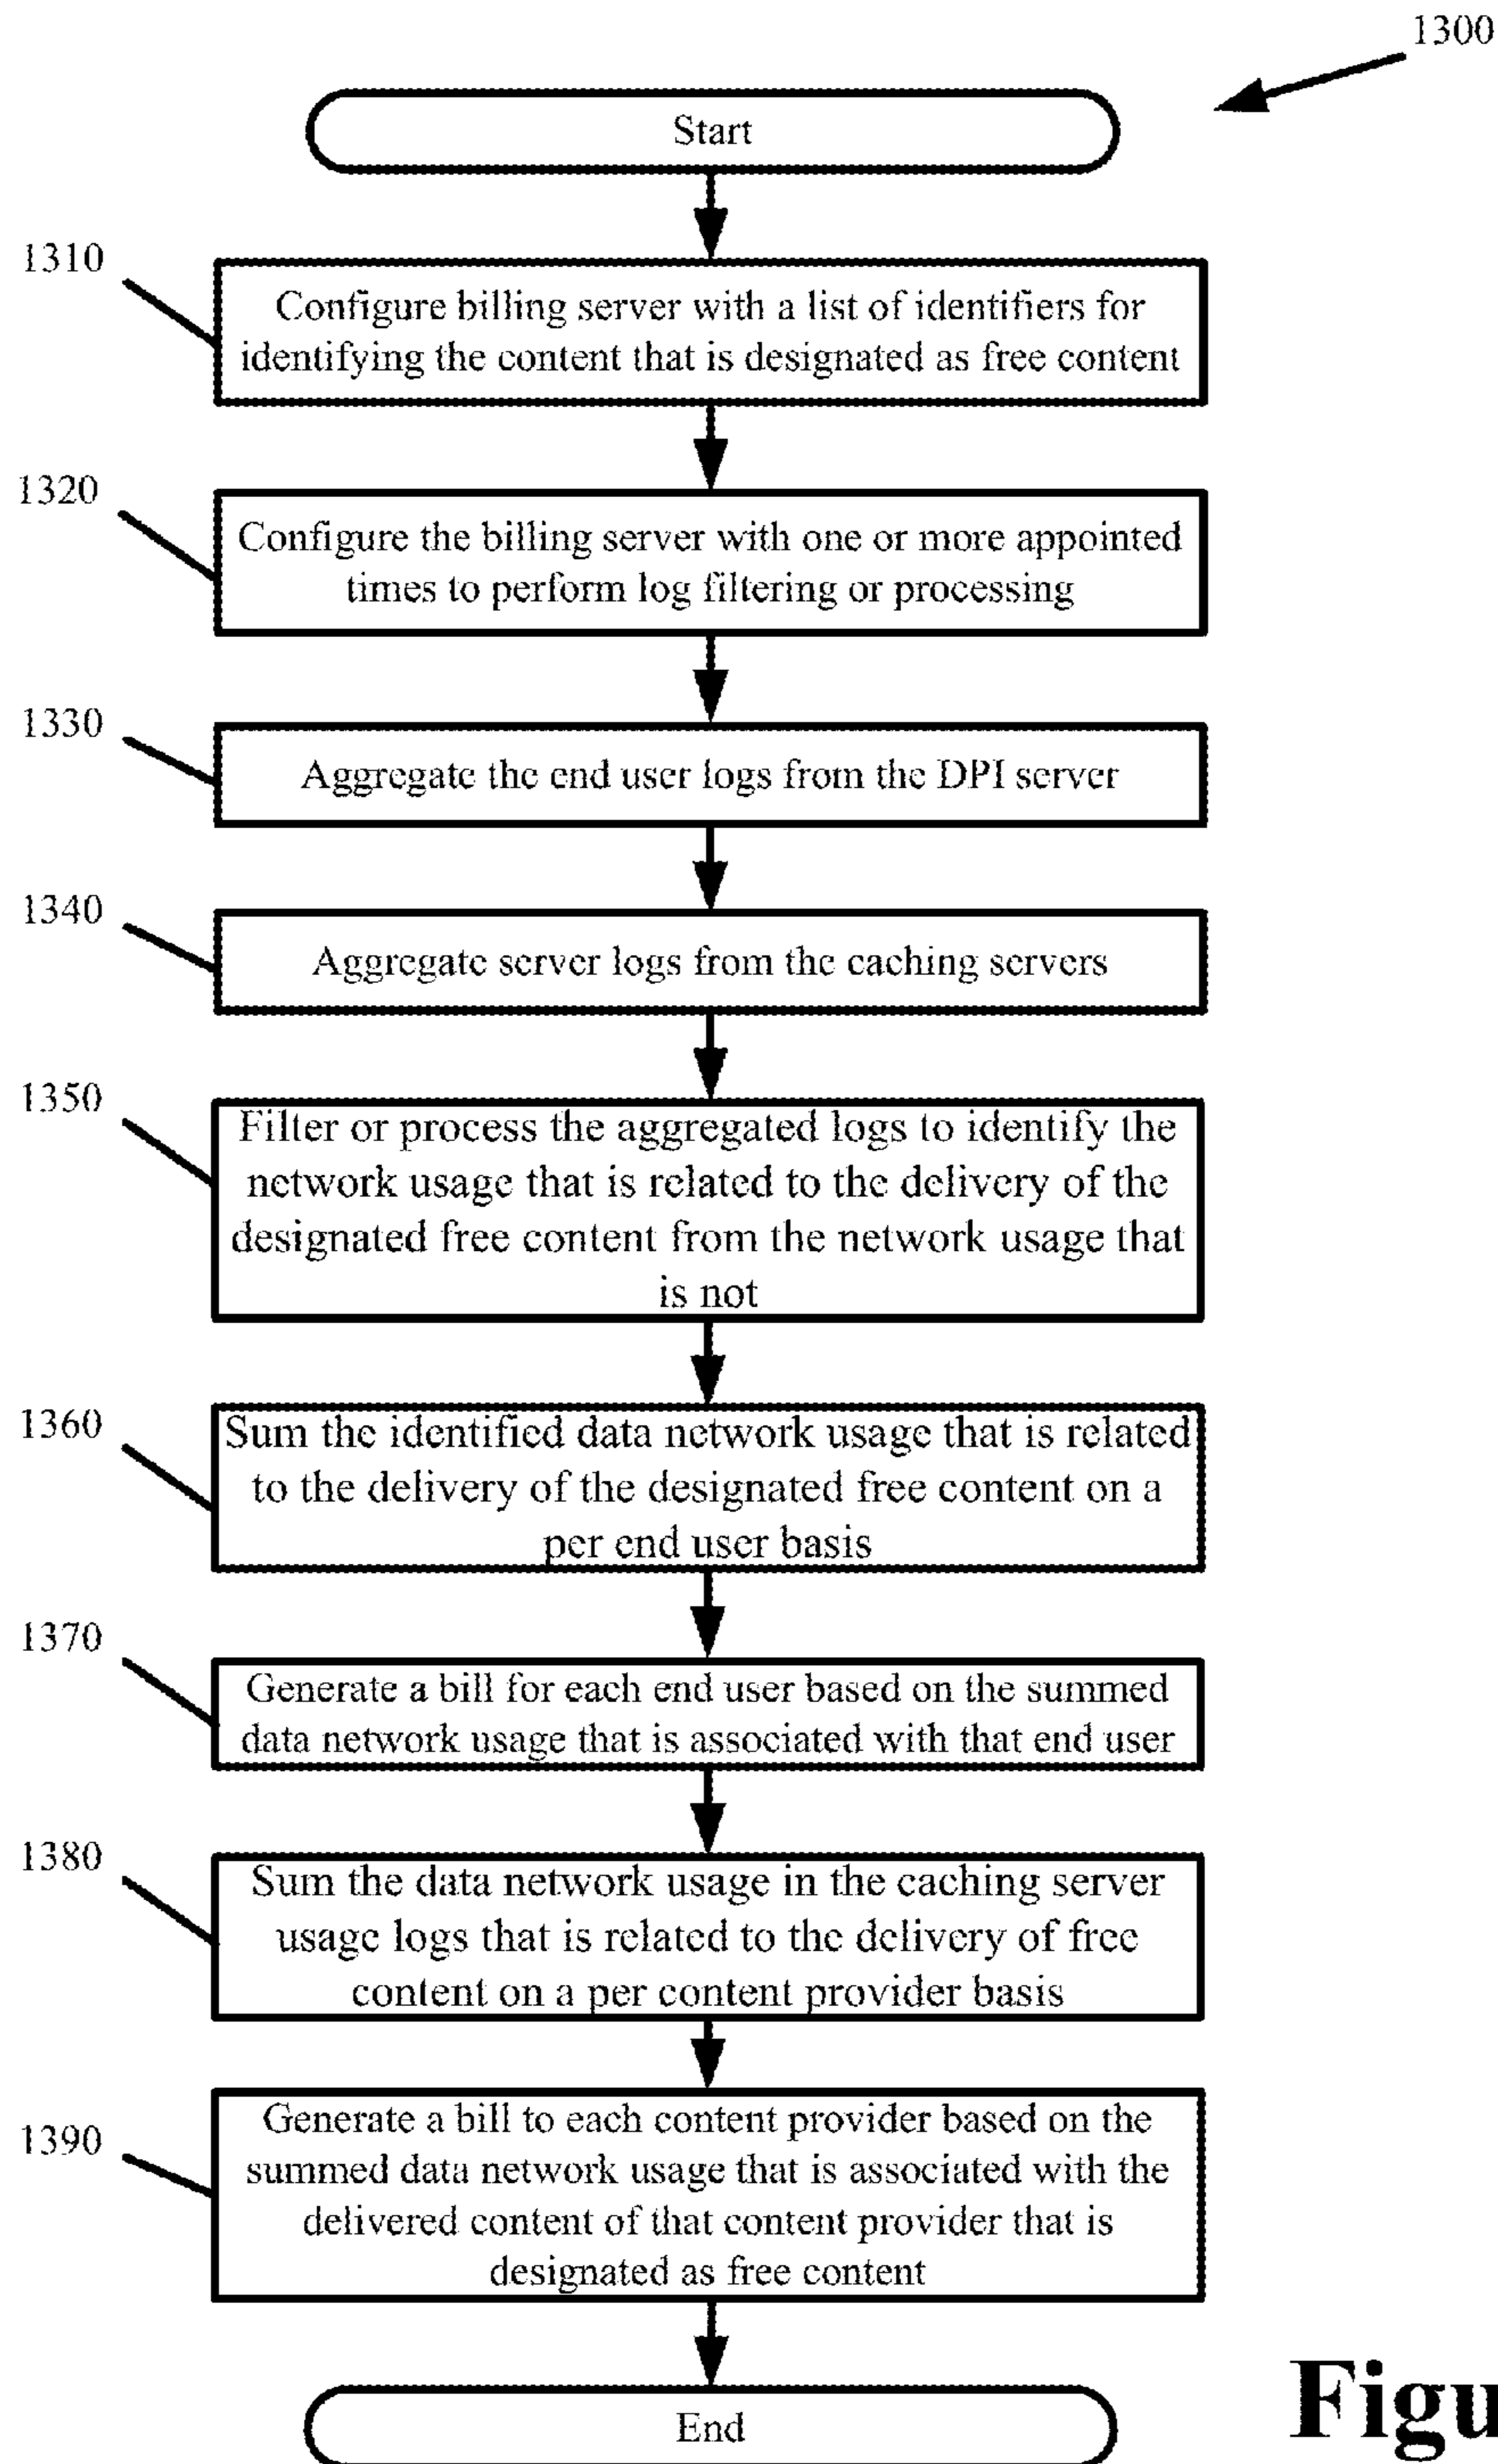 1300
Start
1310
Configure billing server with a list of identifiers for
identifying the content that is designated as free content
1320
Configure the billing server with one or more appointed
times to perform log filtering or processing
1330
Aggregate the end user logs from the DPI server
1340
Aggregate server logs from the caching servers
1350
Filter or process the aggregated logs to identify the
network usage that is related to the delivery of the
designated free content from the network usage that
is not
1360
Sum the identified data network usage that is related
to the delivery of the designated free content on a
per end user basis
1370
Generate a bill for each end user based on the summed
data network usage that is associated with that end user
1380
Sum the data network usage in the caching server
usage logs that is related to the delivery of free
content on a per content provider basis
1390
Generate a bill to each content provider based on the
summed data network usage that is associated with the
delivered content of that content provider that is
designated as free content
End
Figu